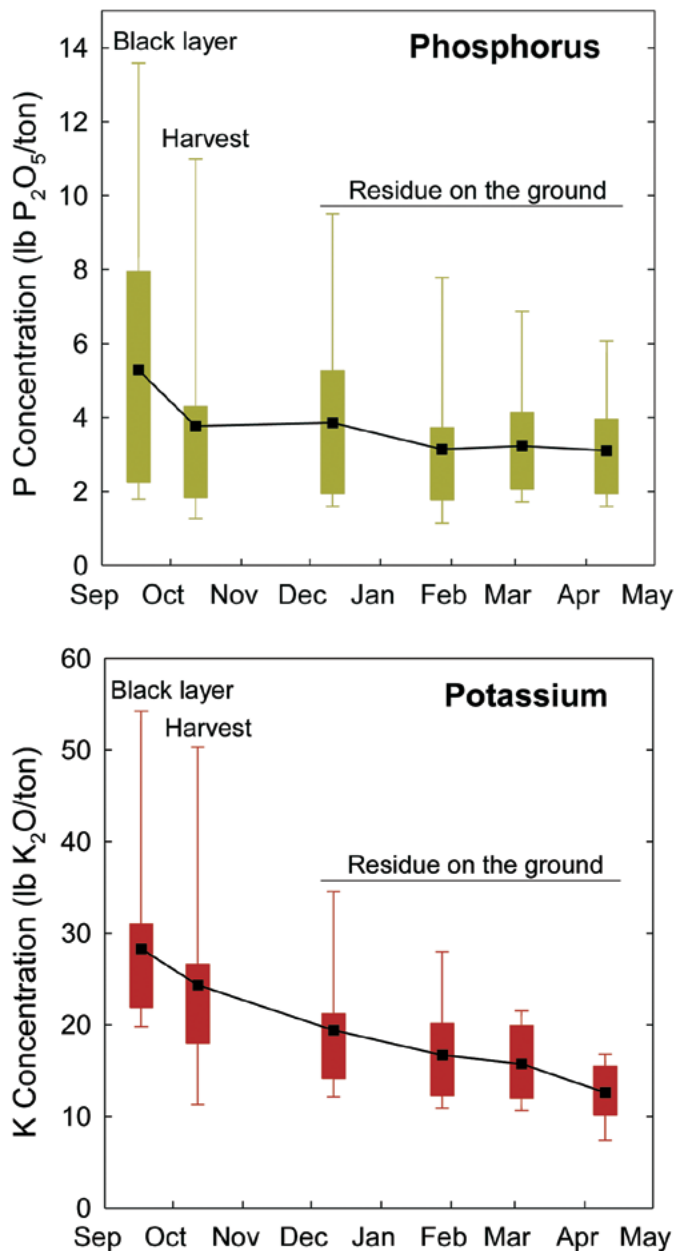 Phosphorus
Black layer
Harvest
Residue on the ground
P Concentration (lb P₂O₅/ton)
14
12
10
8
6
4
2
0
Sep Oct Nov Dec Jan Feb Mar Apr May
Potassium
Black layer
Harvest
Residue on the ground
K Concentration (lb K₂O/ton)
60
50
40
30
20
10
0
Sep Oct Nov Dec Jan Feb Mar Apr May